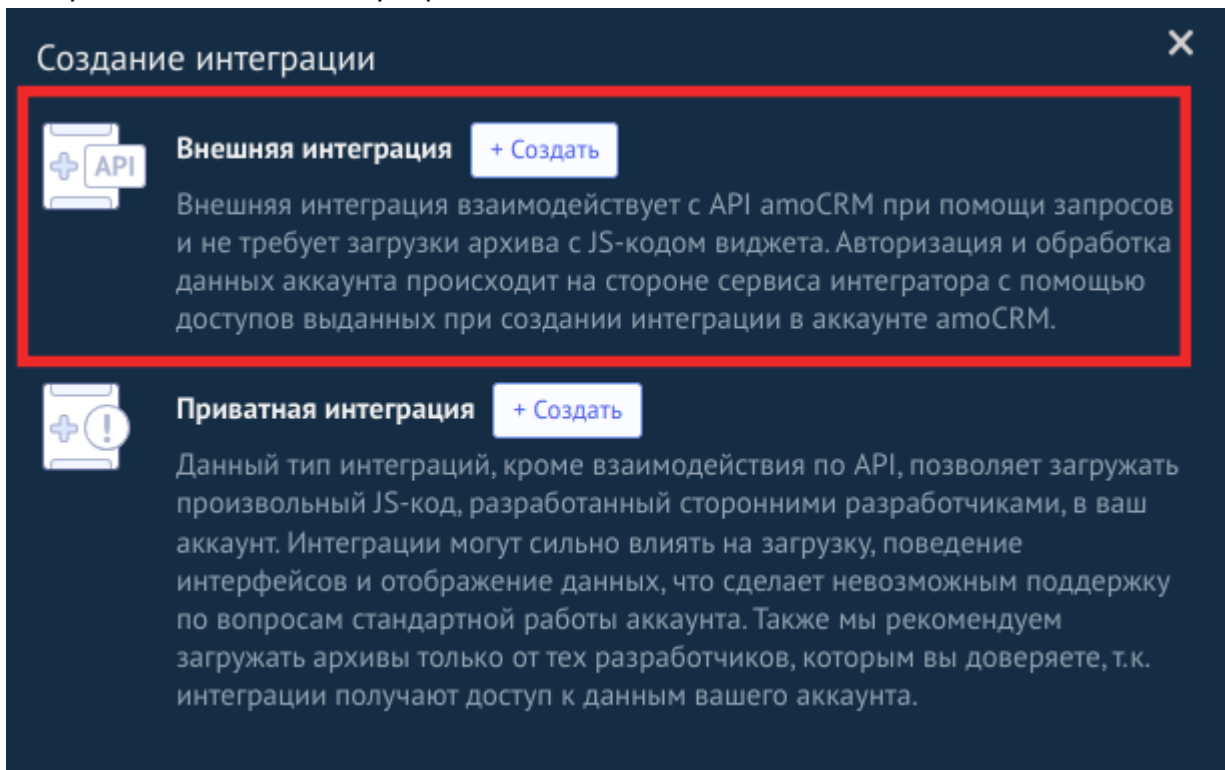 Создание интеграции
×
API
Внешняя интеграция + Создать
Внешняя интеграция взаимодействует с API amoCRM при помощи запросов
и не требует загрузки архива с JS-кодом виджета. Авторизация и обработка
данных аккаунта происходит на стороне сервиса интегратора с помощью
доступов выданных при создании интеграции в аккаунте amoCRM.
Приватная интеграция + Создать
Данный тип интеграций, кроме взаимодействия по API, позволяет загружать
произвольный JS-код, разработанный сторонними разработчиками, в ваш
аккаунт. Интеграции могут сильно влиять на загрузку, поведение
интерфейсов и отображение данных, что сделает невозможным поддержку
по вопросам стандартной работы аккаунта. Также мы рекомендуем
загружать архивы только от тех разработчиков, которым вы доверяете, т.к.
интеграции получают доступ к данным вашего аккаунта.